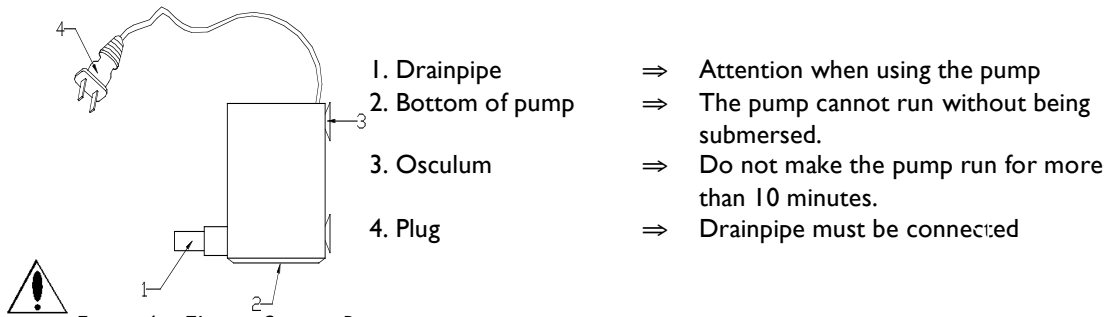 4
1. Drainpipe ⇒ Attention when using the pump
2. Bottom of pump ⇒ The pump cannot run without being
3
submersed.
3. Osculum ⇒ Do not make the pump run for more
than 10 minutes.
4. Plug ⇒ Drainpipe must be connected
1
2